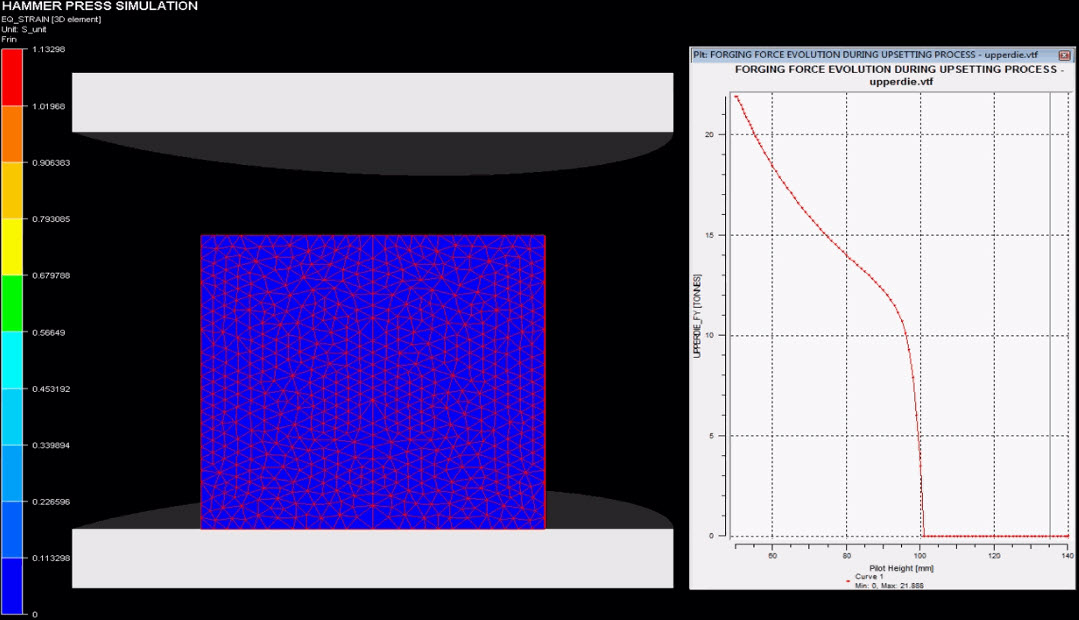 HAMMER PRESS SIMULATION
EQ_STRAIN [3D element]
Unit: S_unit
Frin
1.13298
1.01968
0.906383
0.793085
0.679788
0.56649
0.453192
0.339894
0.226596
0.113298
0
Plt: FORGING FORCE EVOLUTION DURING UPSETTING PROCESS - upperdie.vtf
FORGING FORCE EVOLUTION DURING UPSETTING PROCESS -
upperdie.vtf
UPPERDIE_FY [TONNES]
20
15
10
5
0
60
80
100
120
140
Pilot Height [mm]
Curve 1
Min: 0, Max: 21.888